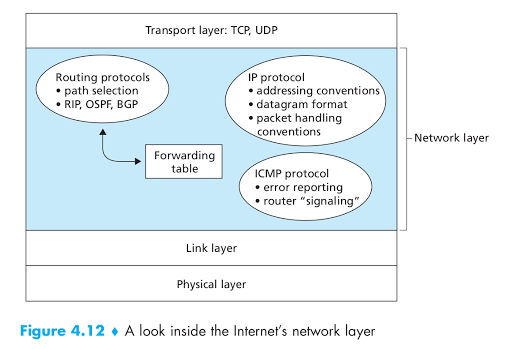 Transport layer: TCP, UDP
Routing protocols
• path selection
• RIP, OSPF, BGP
IP protocol
• addressing conventions
• datagram format
• packet handling
conventions
Network layer
Forwarding
table
ICMP protocol
• error reporting
• router “signaling”
Link layer
Physical layer
Figure 4.12 ♦ A look inside the Internet’s network layer